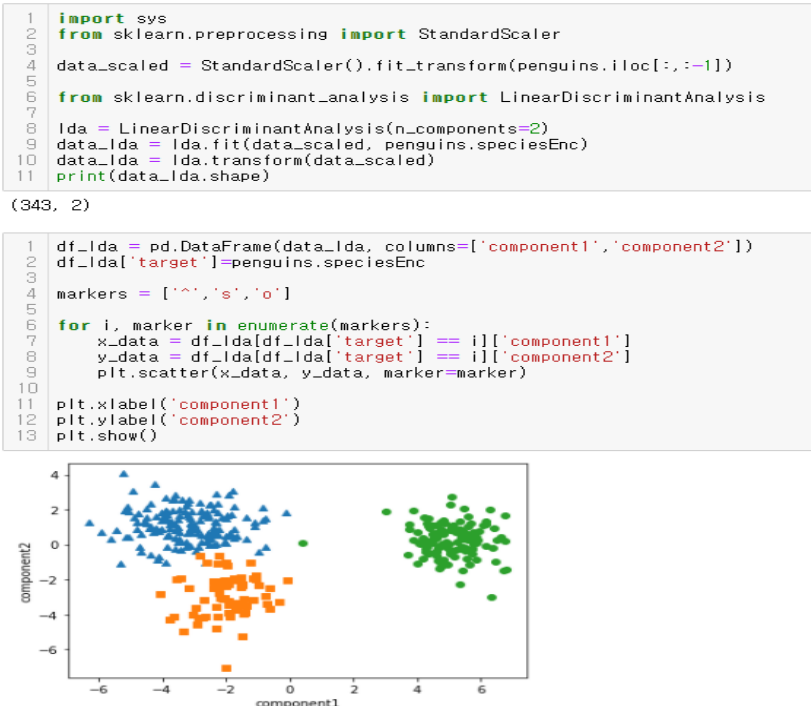 1 import sys
2 from sklearn.preprocessing import StandardScaler
3
4 data_scaled = StandardScaler().fit_transform(penguins.iloc[:,:-1])
5
6 from sklearn.discriminant_analysis import LinearDiscriminantAnalysis
7
8 lda = LinearDiscriminantAnalysis(n_components=2)
9 data_lda = lda.fit(data_scaled, penguins.speciesEnc)
10 data_lda = lda.transform(data_scaled)
11 print(data_lda.shape)
(343, 2)
1 df_lda = pd.DataFrame(data_lda, columns=['component1','component2'])
2 df_lda['target']=penguins.speciesEnc
3
4 markers = ['^','s','o']
5
6 for i, marker in enumerate(markers):
7     x_data = df_lda[df_lda['target'] == i]['component1']
8     y_data = df_lda[df_lda['target'] == i]['component2']
9     plt.scatter(x_data, y_data, marker=marker)
10
11 plt.xlabel('component1')
12 plt.ylabel('component2')
13 plt.show()
4
2
0
−2
−4
−6
component2
−6 −4 −2 0 2 4 6
component1